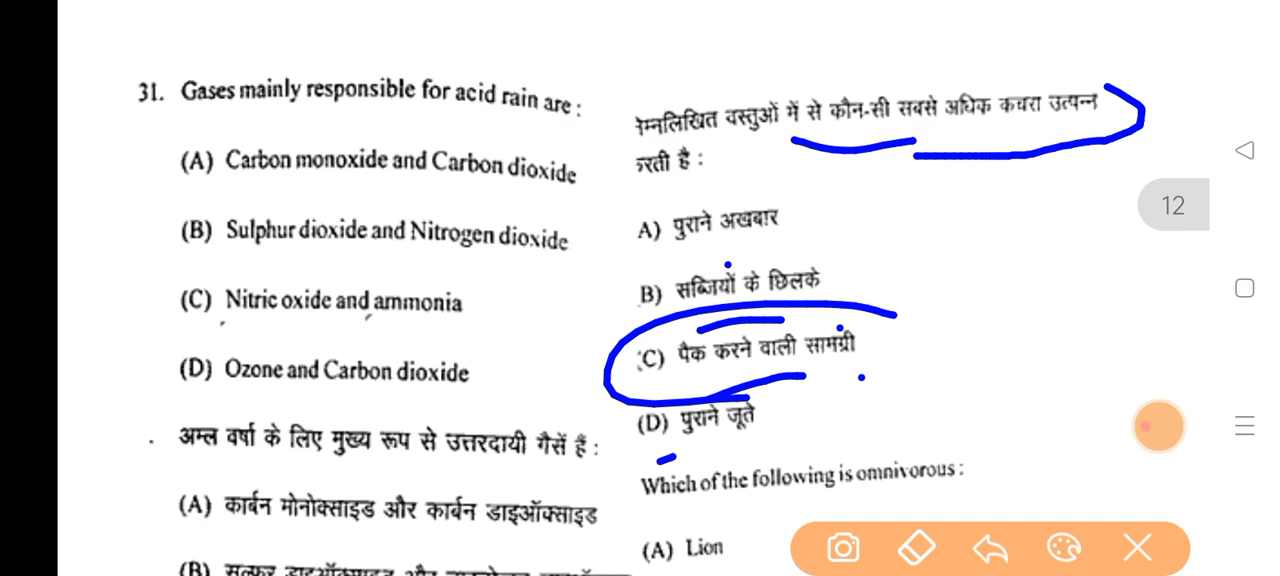 31. Gases mainly responsible for acid rain are :
(A) Carbon monoxide and Carbon dioxide
(B) Sulphur dioxide and Nitrogen dioxide
(C) Nitric oxide and ammonia
(D) Ozone and Carbon dioxide
अम्ल वर्षा के लिए मुख्य रूप से उत्तरदायी गैसें हैं :
(A) कार्बन मोनोक्साइड और कार्बन डाइऑक्साइड
(B)
वस्तुओं में से कौन-सी सबसे अधिक कचरा उत्पन्न
है :
A) पुराने अखबार
B) सब्जियों के छिलके
C) पैक करने वाली सामग्री
(D) पुराने जूते
Which of the following is omnivorous :
(A) Lion
12